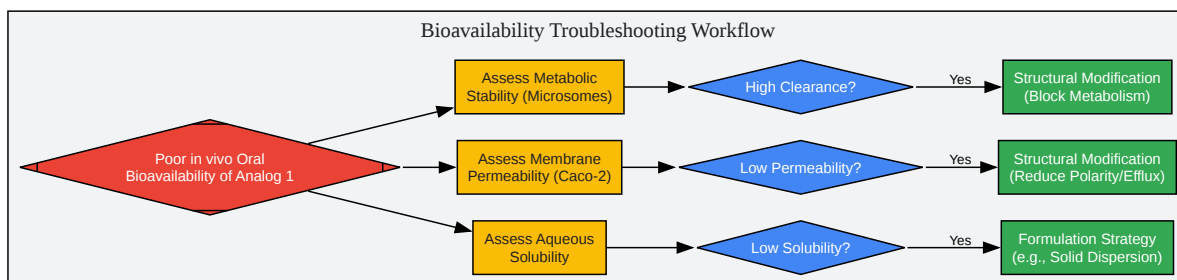 Bioavailability Troubleshooting Workflow
Poor in vivo Oral
Bioavailability of Analog 1
Assess Metabolic
Stability (Microsomes)
High Clearance?
Yes
Structural Modification
(Block Metabolism)
Assess Membrane
Permeability (Caco-2)
Low Permeability?
Yes
Structural Modification
(Reduce Polarity/Efflux)
Assess Aqueous
Solubility
Low Solubility?
Yes
Formulation Strategy
(e.g., Solid Dispersion)